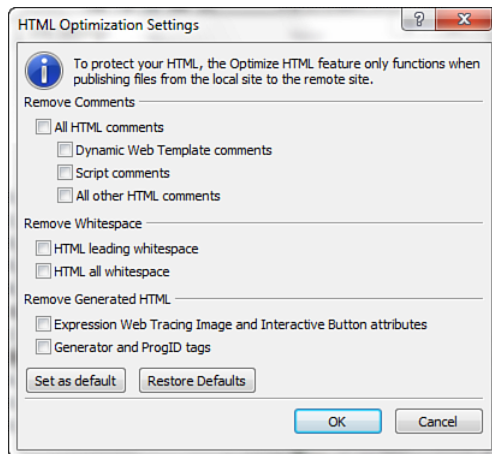 HTML Optimization Settings
?
To protect your HTML, the Optimize HTML feature only functions when
publishing files from the local site to the remote site.
Remove Comments
All HTML comments
Dynamic Web Template comments
Script comments
All other HTML comments
Remove Whitespace
HTML leading whitespace
HTML all whitespace
Remove Generated HTML
Expression Web Tracing Image and Interactive Button attributes
Generator and ProgID tags
Set as default Restore Defaults
OK Cancel